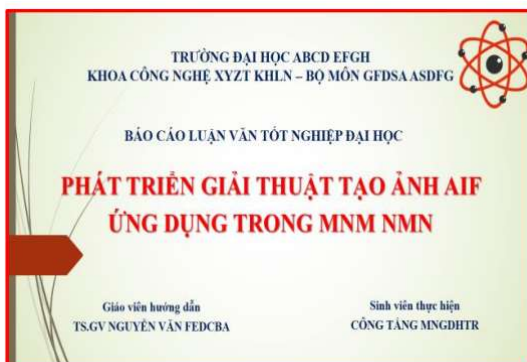 TRƯỜNG ĐẠI HỌC ABCD EFGH
KHOA CÔNG NGHỆ XYZT KHLN – BỘ MÔN GFDSA ASDFG
BÁO CÁO LUẬN VĂN TỐT NGHIỆP ĐẠI HỌC
PHÁT TRIỂN GIẢI THUẬT TẠO ẢNH AIF
ỨNG DỤNG TRONG MNM NMN
Giáo viên hướng dẫn
TS.GV NGUYỄN VĂN FEDCBA
Sinh viên thực hiện
CÔNG TẰNG MNGDHTR